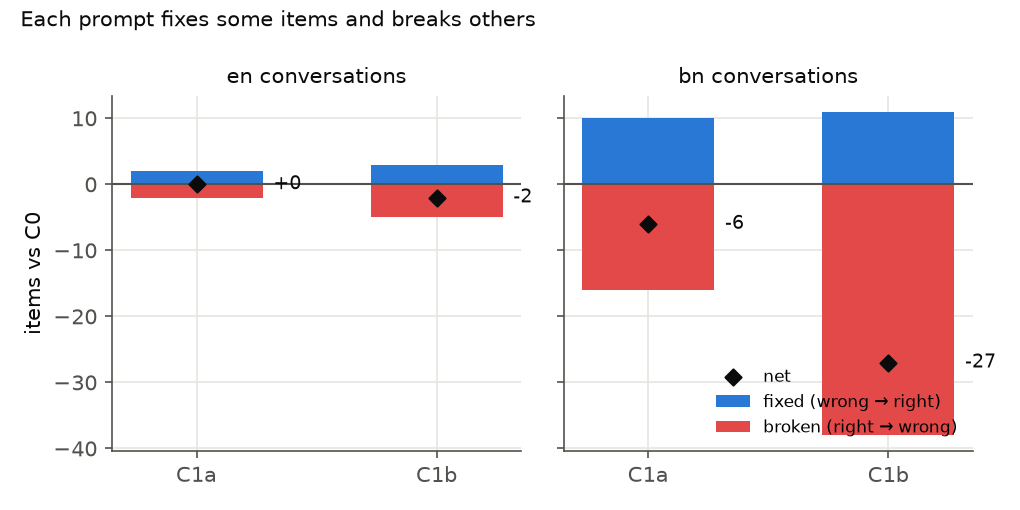 Each prompt fixes some items and breaks others
en conversations
bn conversations
items vs C0
10
0
−10
−20
−30
−40
+0
-2
-6
-27
net
fixed (wrong → right)
broken (right → wrong)
C1a
C1b
C1a
C1b